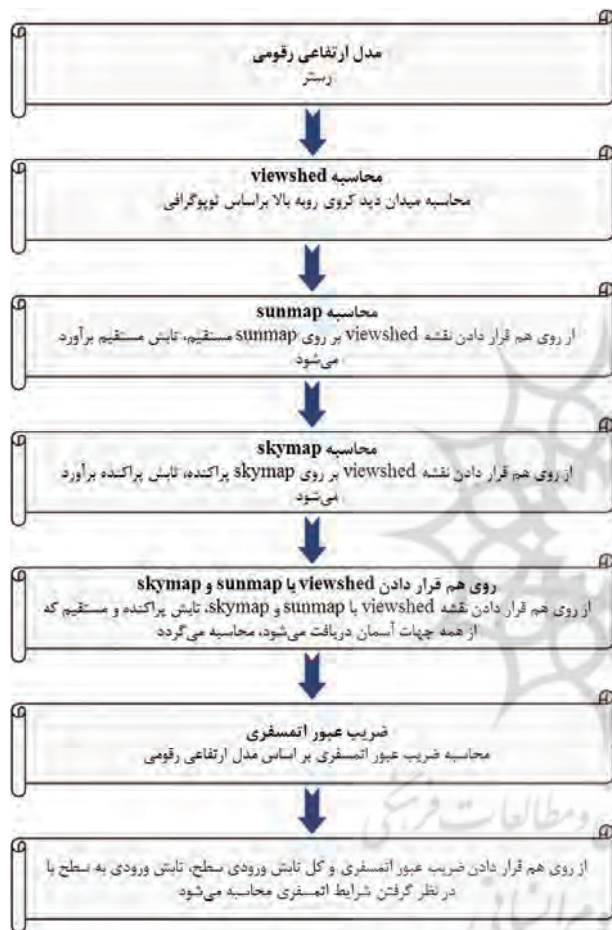 مدل ارتفاعی رقومی
رستر
محاسبه viewshed
محاسبه میدان دید کروی روبه بالا براساس توپوگرافی
محاسبه sunmap
از روی هم قرار دادن نقشه viewshed بر روی sunmap مستقیم، تابش مستقیم برآورد
می‌شود
محاسبه skymap
از روی هم قرار دادن نقشه viewshed بر روی skymap پراکنده، تابش پراکنده برآورد
می‌شود
روی هم قرار دادن viewshed با sunmap و skymap
از روی هم قرار دادن نقشه viewshed با sunmap و skymap، تابش پراکنده و مستقیم که
از همه جهات آسمان دریافت می‌شود، محاسبه می‌گردد
ضریب عبور اتمسفری
محاسبه ضریب عبور اتمسفری بر اساس مدل ارتفاعی رقومی
و مطالعات فرهنگی
از روی هم قرار دادن ضریب عبور اتمسفری و کل تابش ورودی سطح، تابش ورودی به سطح با
در نظر گرفتن شرایط اتمسفری محاسبه می‌شود